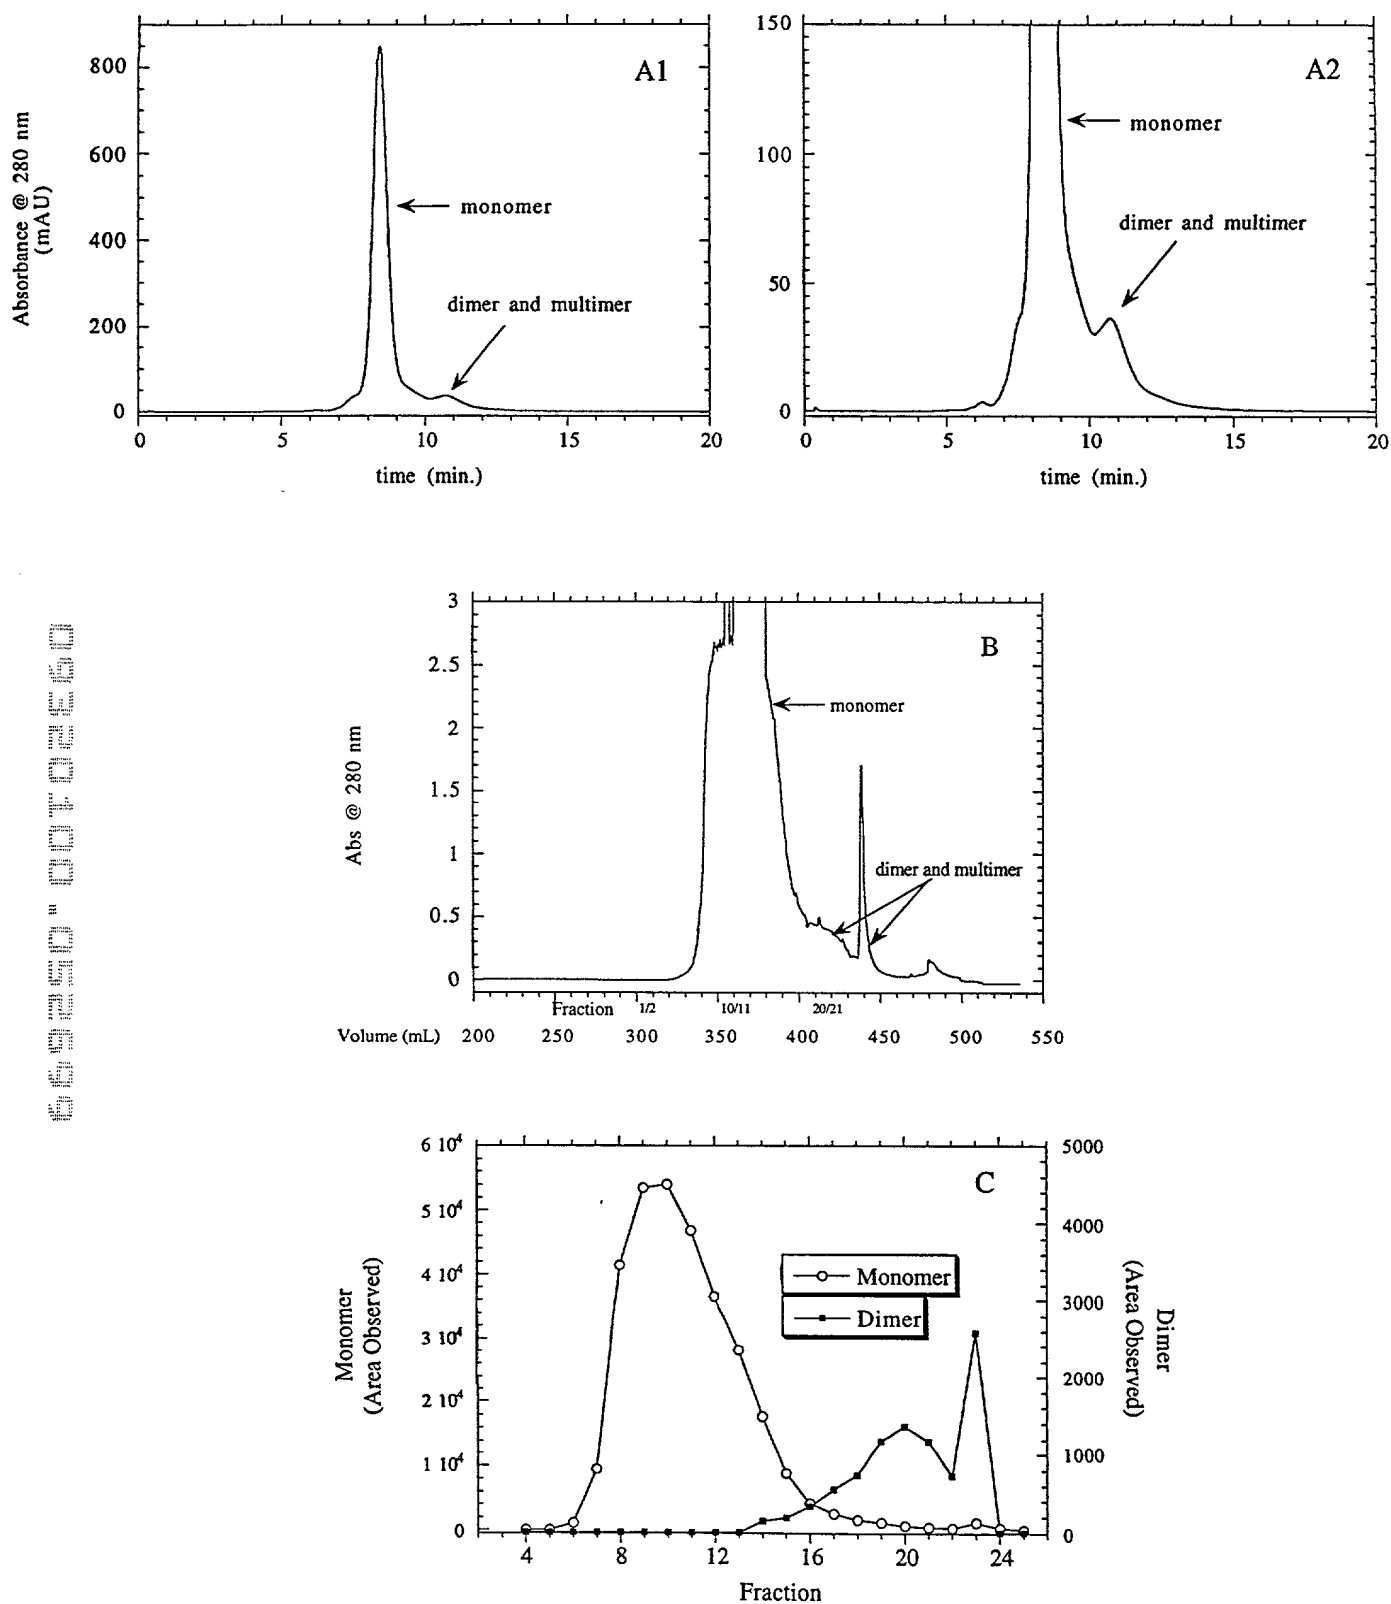 A1
800
600
400
200
0
Absorbance @ 280 nm
(mAU)
monomer
dimer and multimer
0 5 10 15 20
time (min.)
A2
150
100
50
0
monomer
dimer and multimer
0 5 10 15 20
time (min.)
B
3
2.5
2
1.5
1
0.5
0
Abs @ 280 nm
monomer
dimer and multimer
Fraction 1/2 10/11 20/21
Volume (mL) 200 250 300 350 400 450 500 550
C
6 10⁴
5 10⁴
4 10⁴
3 10⁴
2 10⁴
1 10⁴
0
Monomer
(Area Observed)
Monomer
Dimer
5000
4000
3000
2000
1000
0
Dimer
(Area Observed)
4 8 12 16 20 24
Fraction